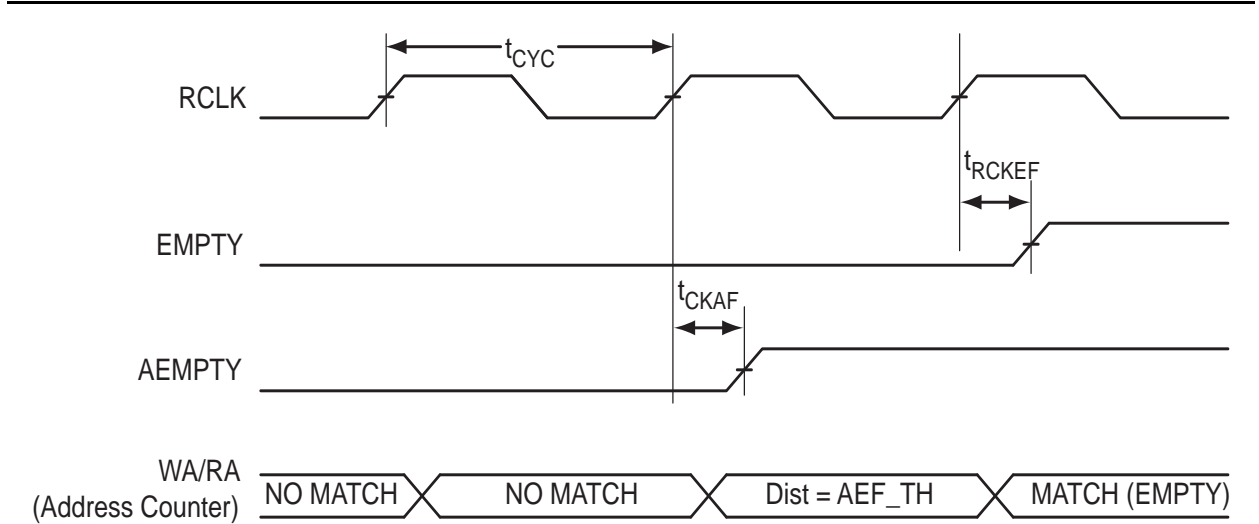 tCYC
RCLK
tRCKEF
EMPTY
tCKAF
AEMPTY
WA/RA
(Address Counter)
NO MATCH
NO MATCH
Dist = AEF_TH
MATCH (EMPTY)